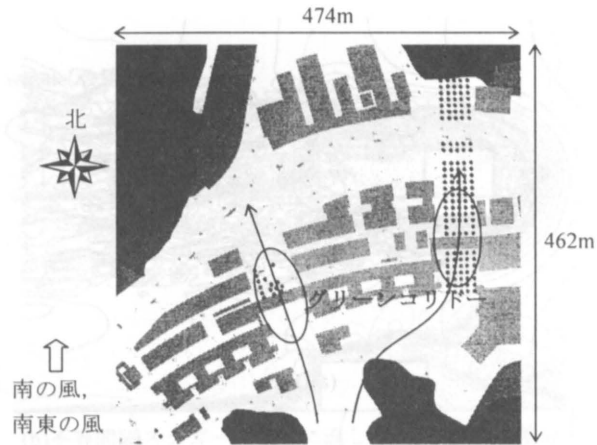 474m
北
462m
グリーンコリドー
南の風,
南東の風